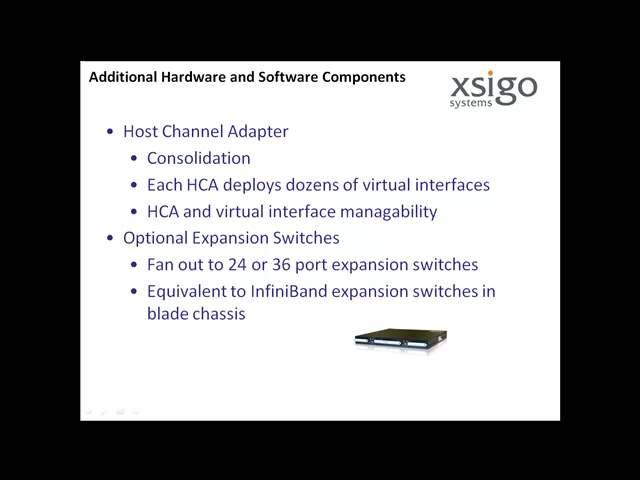 Additional Hardware and Software Components
xsigo
systems
• Host Channel Adapter
• Consolidation
• Each HCA deploys dozens of virtual interfaces
• HCA and virtual interface managability
• Optional Expansion Switches
• Fan out to 24 or 36 port expansion switches
• Equivalent to InfiniBand expansion switches in
blade chassis